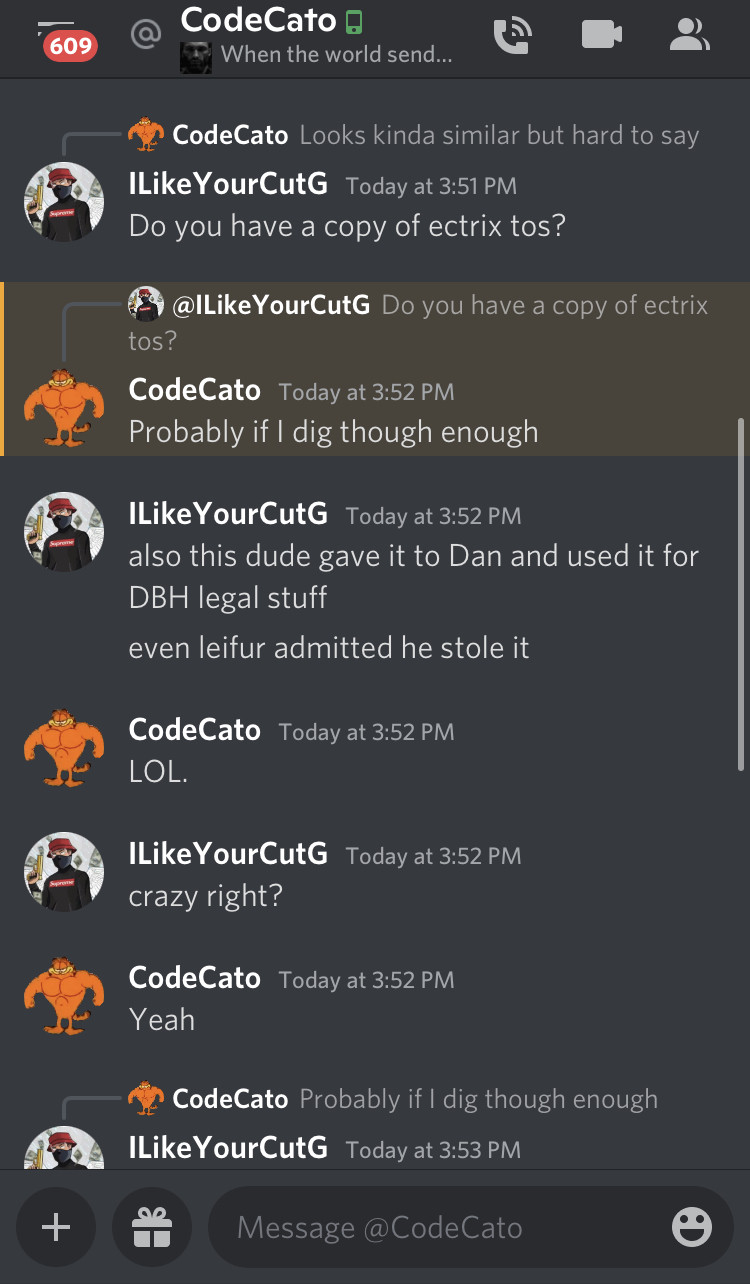 609
CodeCato
When the world send...
CodeCato Looks kinda similar but hard to say
ILikeYourCutG Today at 3:51 PM
Do you have a copy of ectrix tos?
@ILikeYourCutG Do you have a copy of ectrix
tos?
CodeCato Today at 3:52 PM
Probably if I dig though enough
ILikeYourCutG Today at 3:52 PM
also this dude gave it to Dan and used it for
DBH legal stuff
even leifur admitted he stole it
CodeCato Today at 3:52 PM
LOL.
ILikeYourCutG Today at 3:52 PM
crazy right?
CodeCato Today at 3:52 PM
Yeah
CodeCato Probably if I dig though enough
ILikeYourCutG Today at 3:53 PM
Message @CodeCato